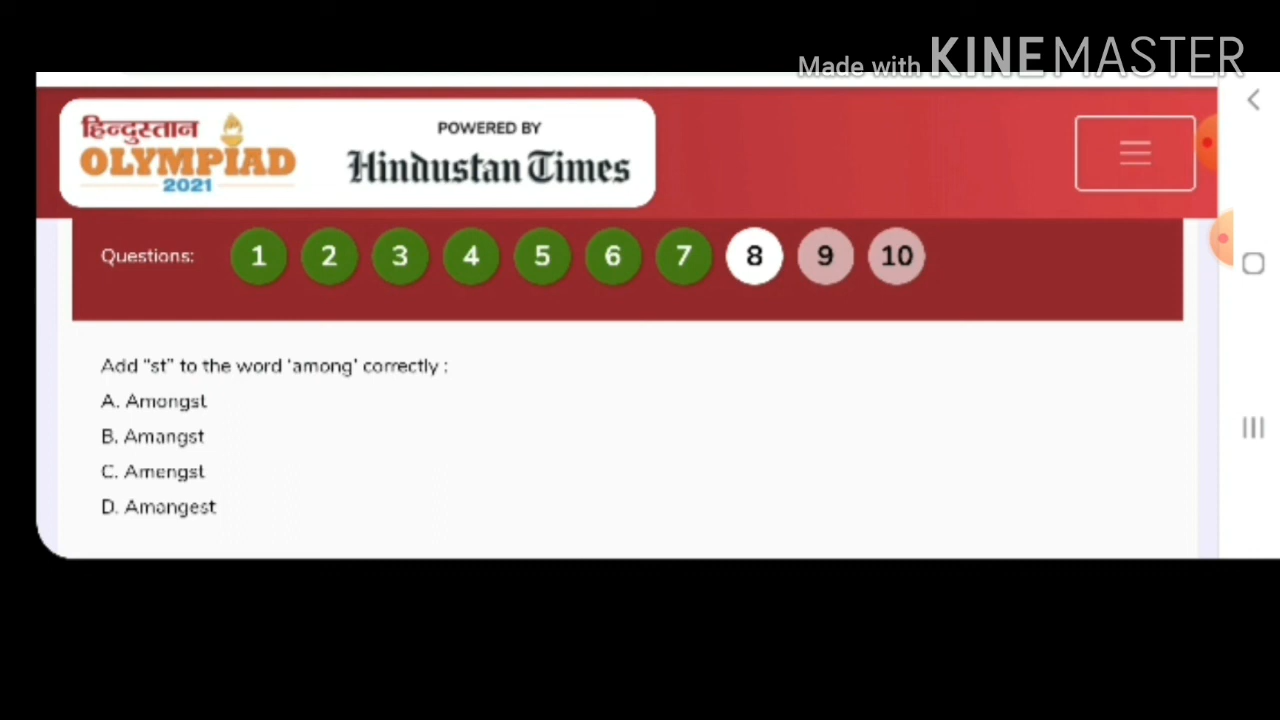 Made with KINEMASTER
हिन्दुस्तान
OLYMPIAD
2021
POWERED BY
Hindustan Times
Questions: 1 2 3 4 5 6 7 8 9 10
Add “st” to the word ‘among’ correctly :
A. Amongst
B. Amangst
C. Amengst
D. Amangest